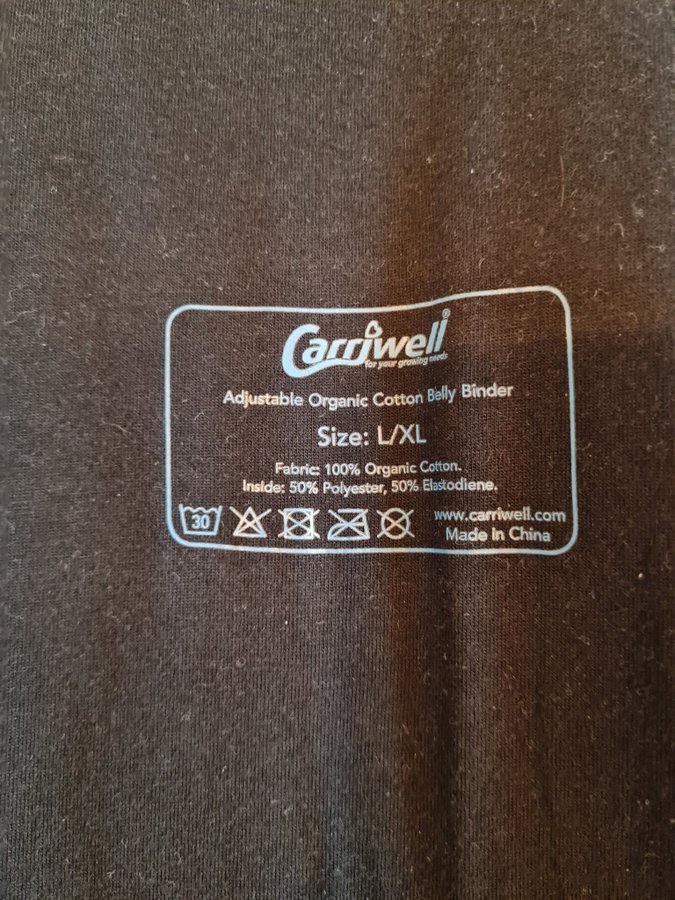 Carriwell®
for your growing needs
Adjustable Organic Cotton Belly Binder
Size: L/XL
Fabric: 100% Organic Cotton.
Inside: 50% Polyester, 50% Elastodiene.
30
www.carriwell.com
Made in China